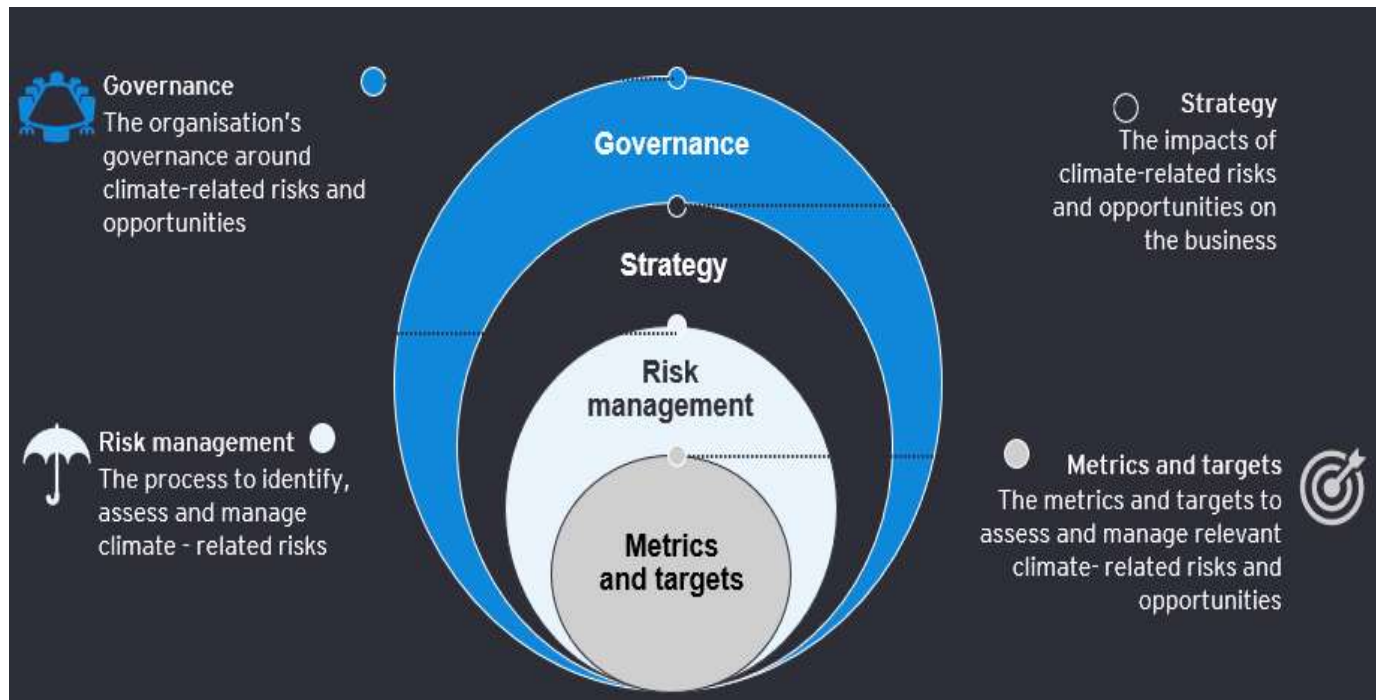 Governance
The organisation's
governance around
climate-related risks and
opportunities
Risk management
The process to identify,
assess and manage
climate - related risks
Governance
Strategy
Risk
management
Metrics
and targets
Strategy
The impacts of
climate-related risks
and opportunities on
the business
Metrics and targets
The metrics and targets to
assess and manage relevant
climate- related risks and
opportunities